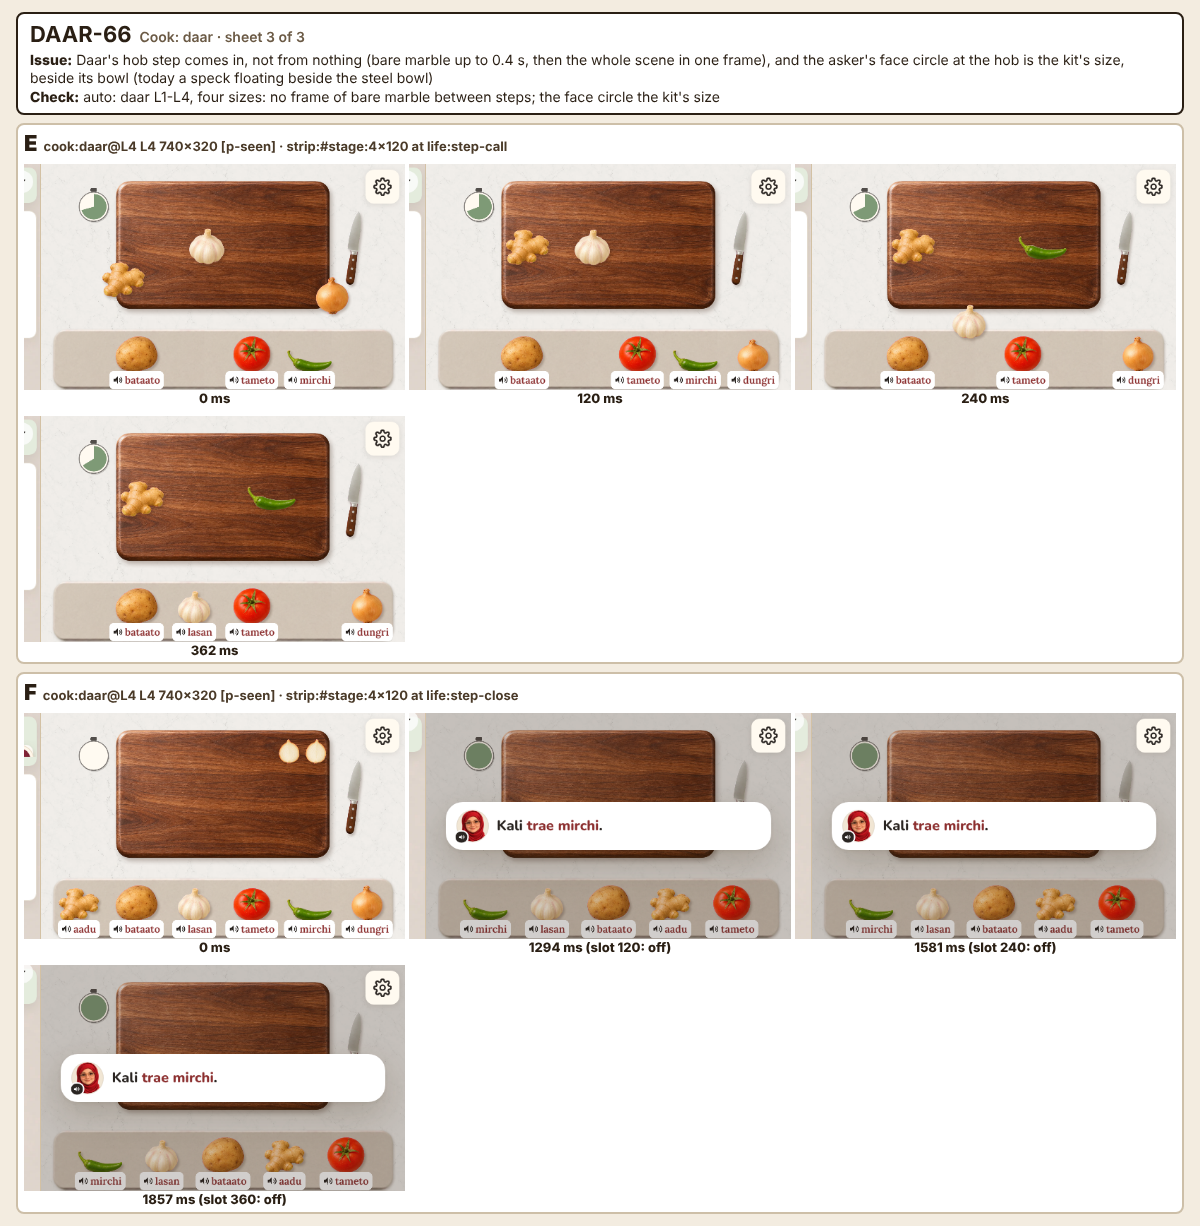 DAAR-66 Cook: daar · sheet 3 of 3
Issue: Daar's hob step comes in, not from nothing (bare marble up to 0.4 s, then the whole scene in one frame), and the asker's face circle at the hob is the kit's size,
beside its bowl (today a speck floating beside the steel bowl)
Check: auto: daar L1-L4, four sizes: no frame of bare marble between steps; the face circle the kit's size
E cook:daar@L4 L4 740×320 [p-seen] · strip:#stage:4×120 at life:step-call
bataato tameto mirchi
bataato tameto mirchi dungri
bataato tameto dungri
0 ms
120 ms
240 ms
bataato lasan tameto dungri
362 ms
F cook:daar@L4 L4 740×320 [p-seen] · strip:#stage:4×120 at life:step-close
Kali trae mirchi.
Kali trae mirchi.
aadu bataato lasan tameto mirchi dungri
mirchi lasan bataato aadu tameto
mirchi lasan bataato aadu tameto
0 ms
1294 ms (slot 120: off)
1581 ms (slot 240: off)
Kali trae mirchi.
mirchi lasan bataato aadu tameto
1857 ms (slot 360: off)